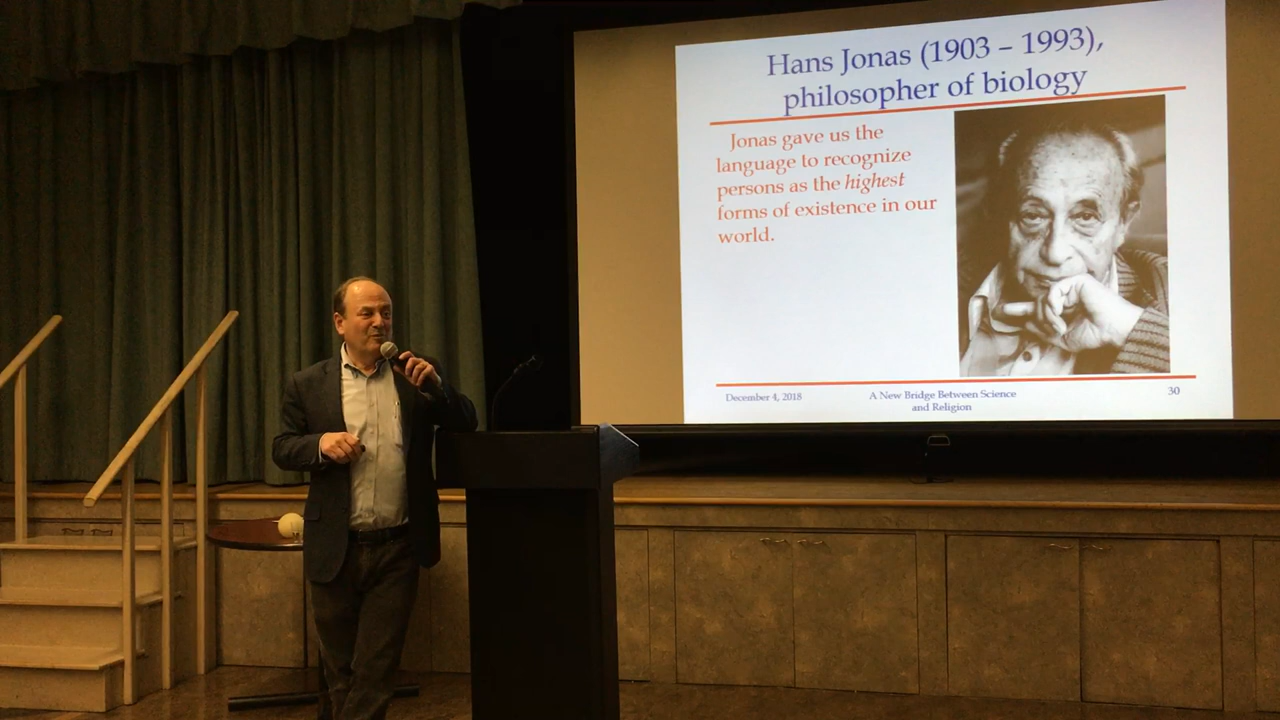 Hans Jonas (1903 – 1993),
philosopher of biology
Jonas gave us the
language to recognize
persons as the highest
forms of existence in our
world.
December 4, 2018
A New Bridge Between Science
and Religion
30